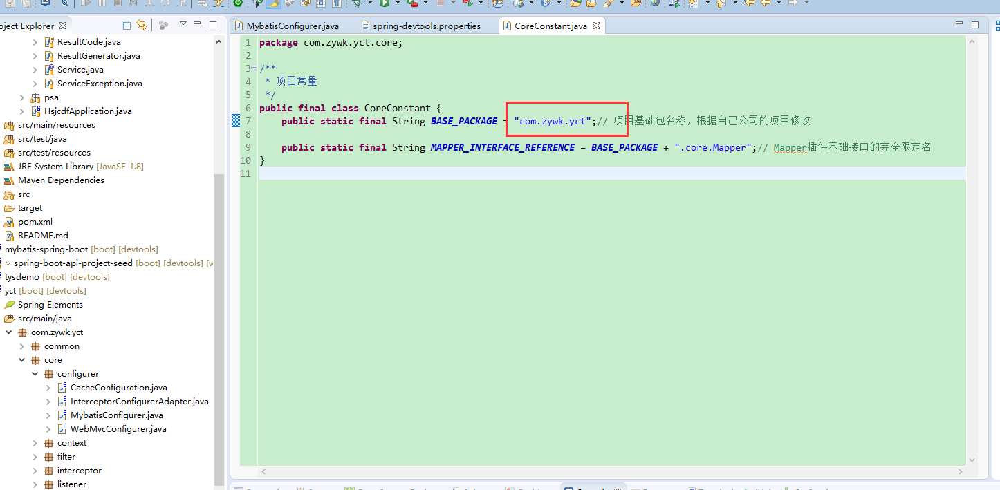 oject Explorer
ResultCode.java
ResultGenerator.java
Service.java
ServiceException.java
psa
HsjcdfApplication.java
src/main/resources
src/test/java
src/test/resources
JRE System Library [JavaSE-1.8]
Maven Dependencies
src
target
pom.xml
README.md
mybatis-spring-boot [boot] [devtools]
> spring-boot-api-project-seed [boot] [devtools] [w
tysdemo [boot] [devtools]
yct [boot] [devtools]
Spring Elements
src/main/java
com.zywk.yct
common
core
configurer
CacheConfiguration.java
InterceptorConfigurerAdapter.java
MybatisConfigurer.java
WebMvcConfigurer.java
context
filter
interceptor
listener
MybatisConfigurer.java
spring-devtools.properties
CoreConstant.java
1 package com.zywk.yct.core;
2
3 /**
4 * 项目常量
5 */
6 public final class CoreConstant {
7 public static final String BASE_PACKAGE = "com.zywk.yct";// 项目基础包名称，根据自己公司的项目修改
8
9 public static final String MAPPER_INTERFACE_REFERENCE = BASE_PACKAGE + ".core.Mapper";// Mapper插件基础接口的完全限定名
10 }
11